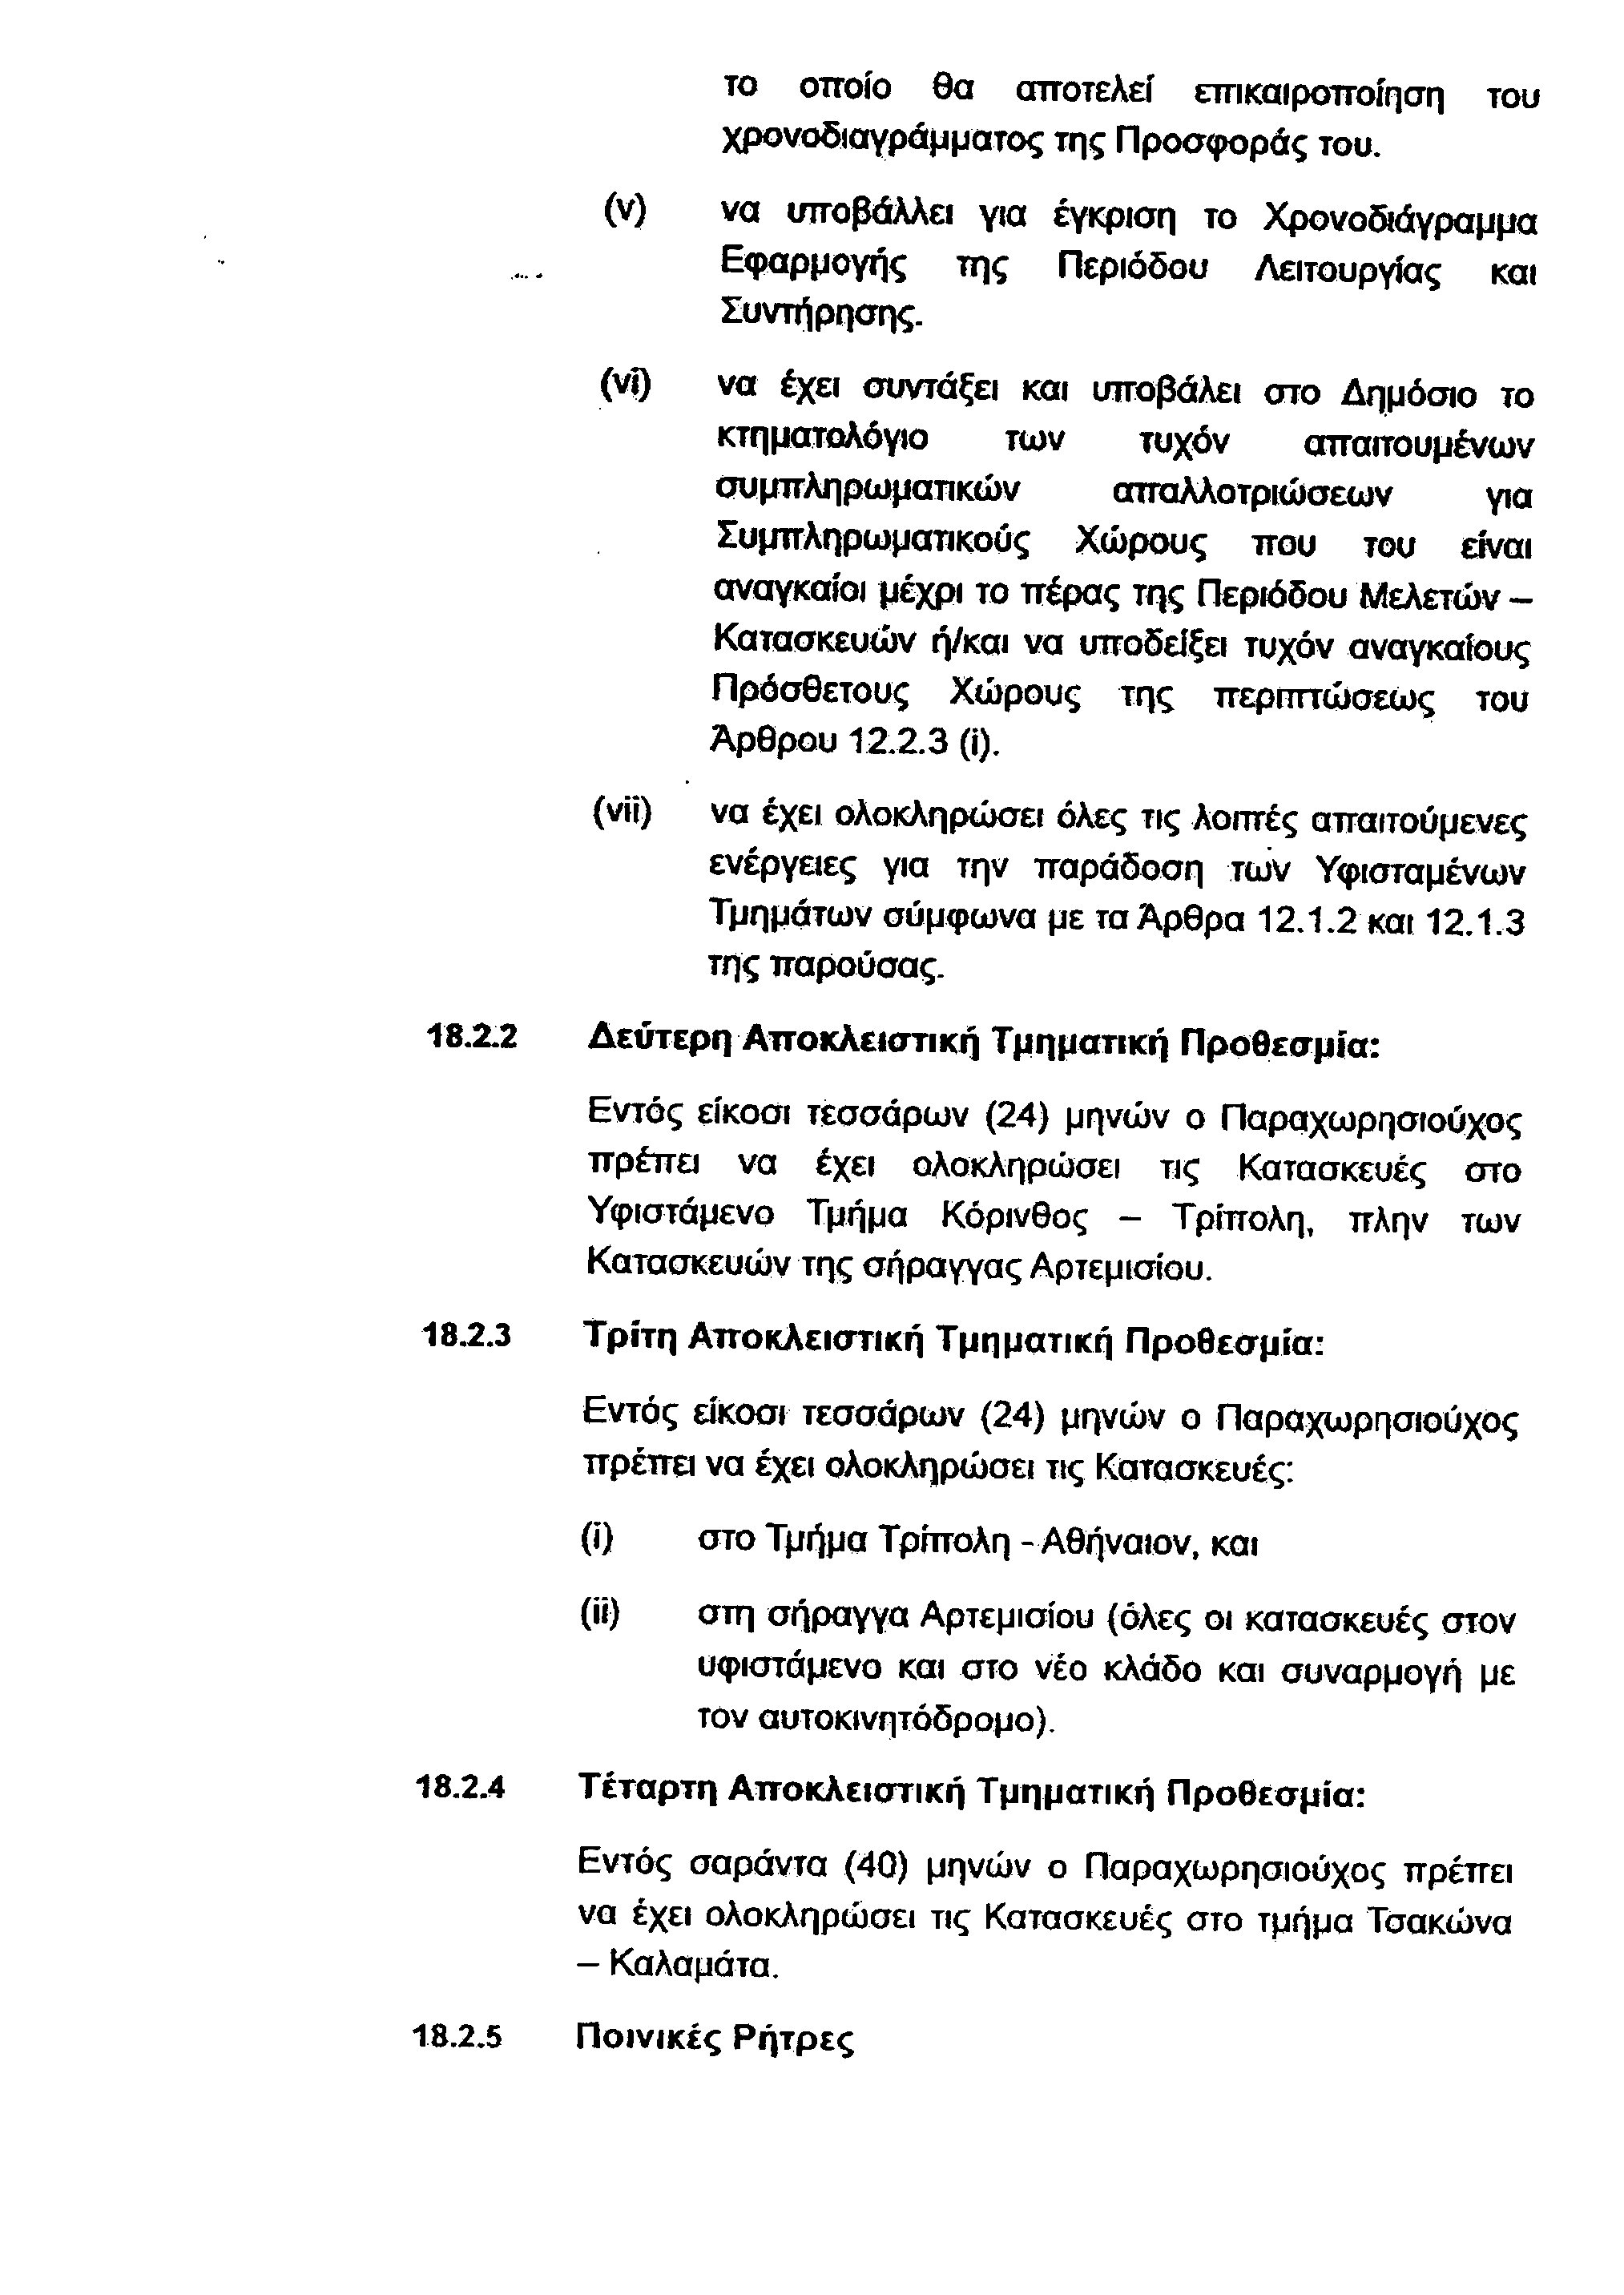 το οποίο θα αποτελεί επικαιροποίηση του
χρονοδιαγράμματος της Προσφοράς του.
(v) να υποβάλλει για έγκριση το Χρονοδιάγραμμα
Εφαρμογής της Περιόδου Λειτουργίας και
Συντήρησης.
(vi) να έχει συντάξει και υποβάλει στο Δημόσιο το
κτηματολόγιο των τυχόν απαιτουμένων
συμπληρωματικών απαλλοτριώσεων για
Συμπληρωματικούς Χώρους που του είναι
αναγκαίοι μέχρι το πέρας της Περιόδου Μελετών –
Κατασκευών ή/και να υποδείξει τυχόν αναγκαίους
Πρόσθετους Χώρους της περιπτώσεως του
Άρθρου 12.2.3 (i).
(vii) να έχει ολοκληρώσει όλες τις λοιπές απαιτούμενες
ενέργειες για την παράδοση των Υφισταμένων
Τμημάτων σύμφωνα με τα Άρθρα 12.1.2 και 12.1.3
της παρούσας.
18.2.2 Δεύτερη Αποκλειστική Τμηματική Προθεσμία:
Εντός είκοσι τεσσάρων (24) μηνών ο Παραχωρησιούχος
πρέπει να έχει ολοκληρώσει τις Κατασκευές στο
Υφιστάμενο Τμήμα Κόρινθος – Τρίπολη, πλην των
Κατασκευών της σήραγγας Αρτεμισίου.
18.2.3 Τρίτη Αποκλειστική Τμηματική Προθεσμία:
Εντός είκοσι τεσσάρων (24) μηνών ο Παραχωρησιούχος
πρέπει να έχει ολοκληρώσει τις Κατασκευές:
(i) στο Τμήμα Τρίπολη - Αθήναιον, και
(ii) στη σήραγγα Αρτεμισίου (όλες οι κατασκευές στον
υφιστάμενο και στο νέο κλάδο και συναρμογή με
τον αυτοκινητόδρομο).
18.2.4 Τέταρτη Αποκλειστική Τμηματική Προθεσμία:
Εντός σαράντα (40) μηνών ο Παραχωρησιούχος πρέπει
να έχει ολοκληρώσει τις Κατασκευές στο τμήμα Τσακώνα
– Καλαμάτα.
18.2.5 Ποινικές Ρήτρες